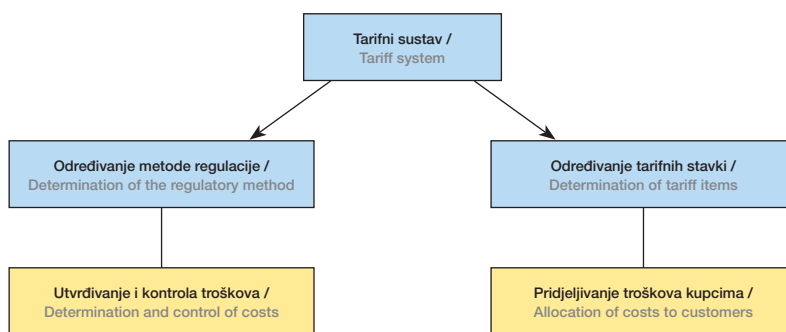 Tarifni sustav /
Tariff system
Određivanje metode regulacije /
Determination of the regulatory method
Određivanje tarifnih stavki /
Determination of tariff items
Utvrđivanje i kontrola troškova /
Determination and control of costs
Pridjeljivanje troškova kupcima /
Allocation of costs to customers